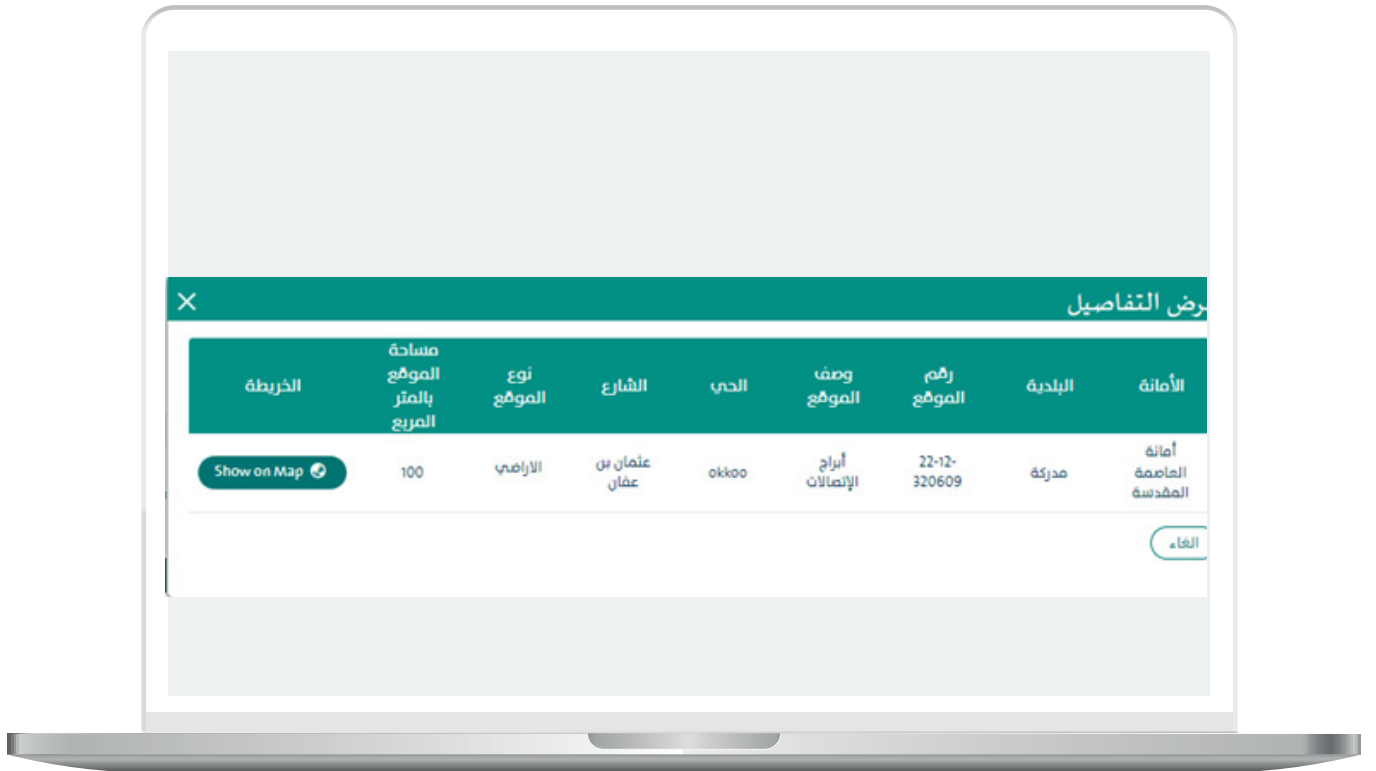 رض التفاصيل
الأمانة
البلدية
رقم
الموقع
وصف
الموقع
الحي
الشارع
نوع
الموقع
مساحة
الموقع
بالمتر
المربع
الخريطة
أمانة
العاصمة
المقدسة
مدركة
22-12-
320609
أبراج
الإتصالات
okkoo
عثمان بن
عفان
الاراضي
100
Show on Map
الغاء